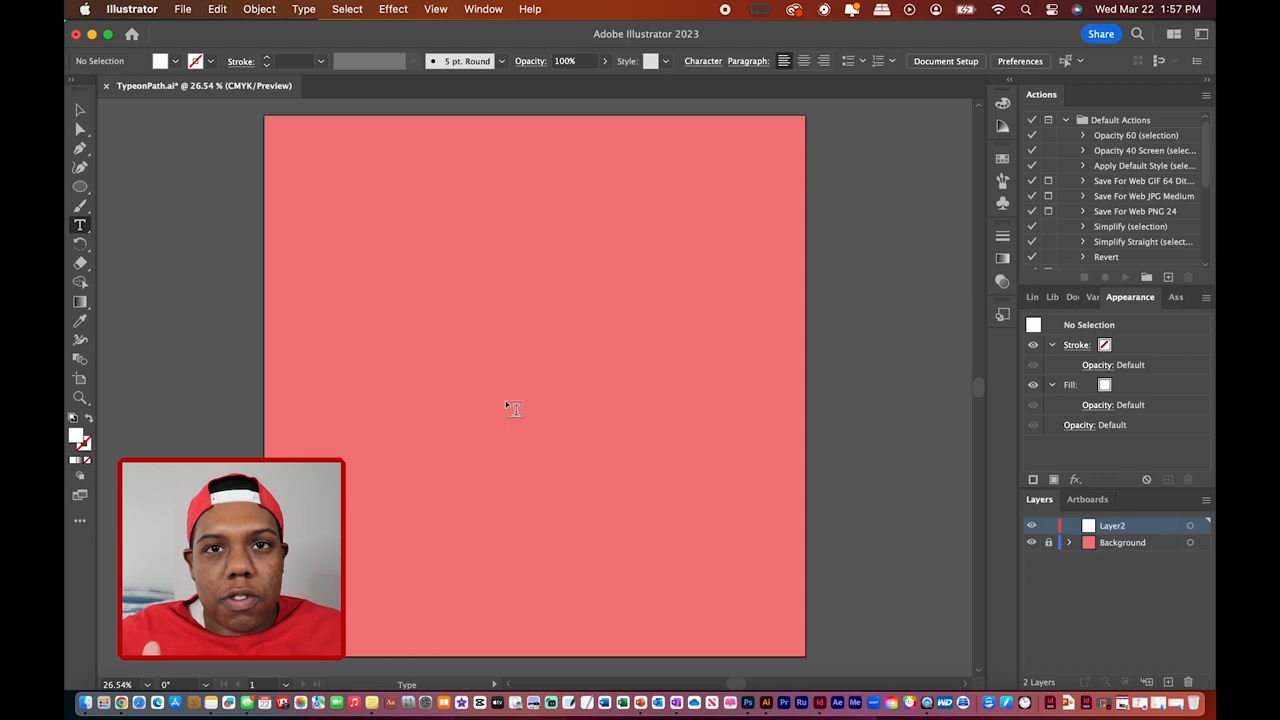 Illustrator File Edit Object Type Select Effect View Window Help Wed Mar 22 1:57 PM
Adobe Illustrator 2023 Share
No Selection Stroke: 5 pt. Round Opacity: 100% Style: Character Paragraph: Document Setup Preferences
× TypeonPath.ai* @ 26.54 % (CMYK/Preview)
Actions
Default Actions
Opacity 60 (selection)
Opacity 40 Screen (selec...
Apply Default Style (sele...
Save For Web GIF 64 Dit...
Save For Web JPG Medium
Save For Web PNG 24
Simplify (selection)
Simplify Straight (select...
Revert
Lin Lib Do Var Appearance Ass
No Selection
Stroke:
Opacity: Default
Fill:
Opacity: Default
Opacity: Default
fx
Layers Artboards
Layer2
Background
2 Layers
26.54% 0° 1 Type